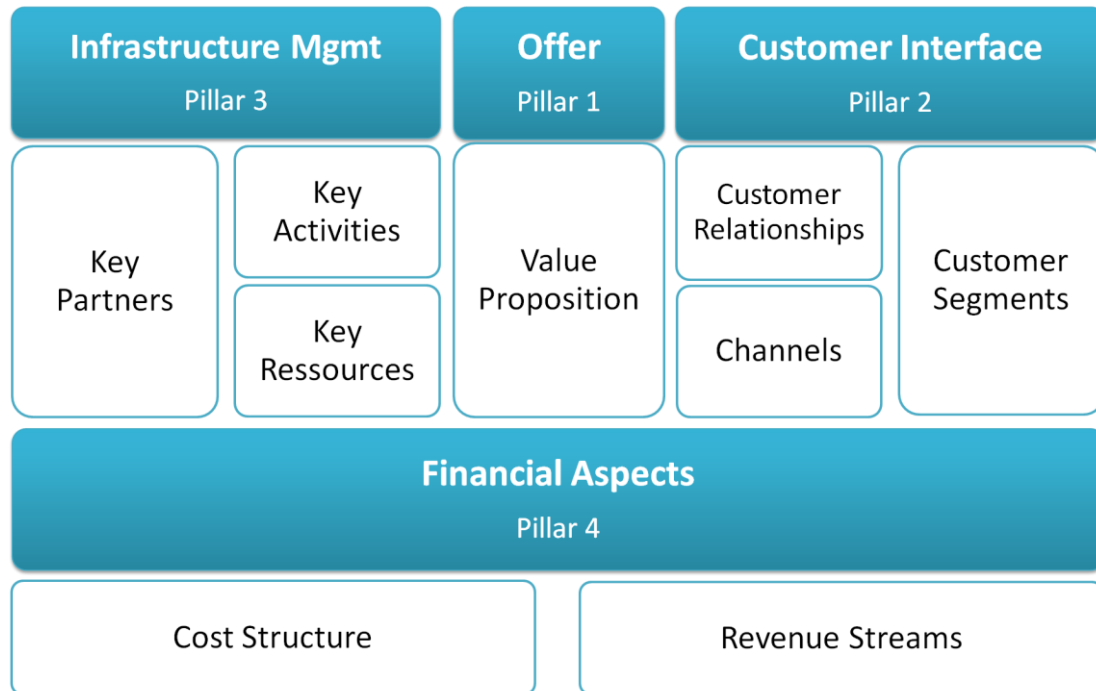 Infrastructure Mgmt
Pillar 3
Offer
Pillar 1
Customer Interface
Pillar 2
Key
Partners
Key
Activities
Key
Ressources
Value
Proposition
Customer
Relationships
Channels
Customer
Segments
Financial Aspects
Pillar 4
Cost Structure
Revenue Streams